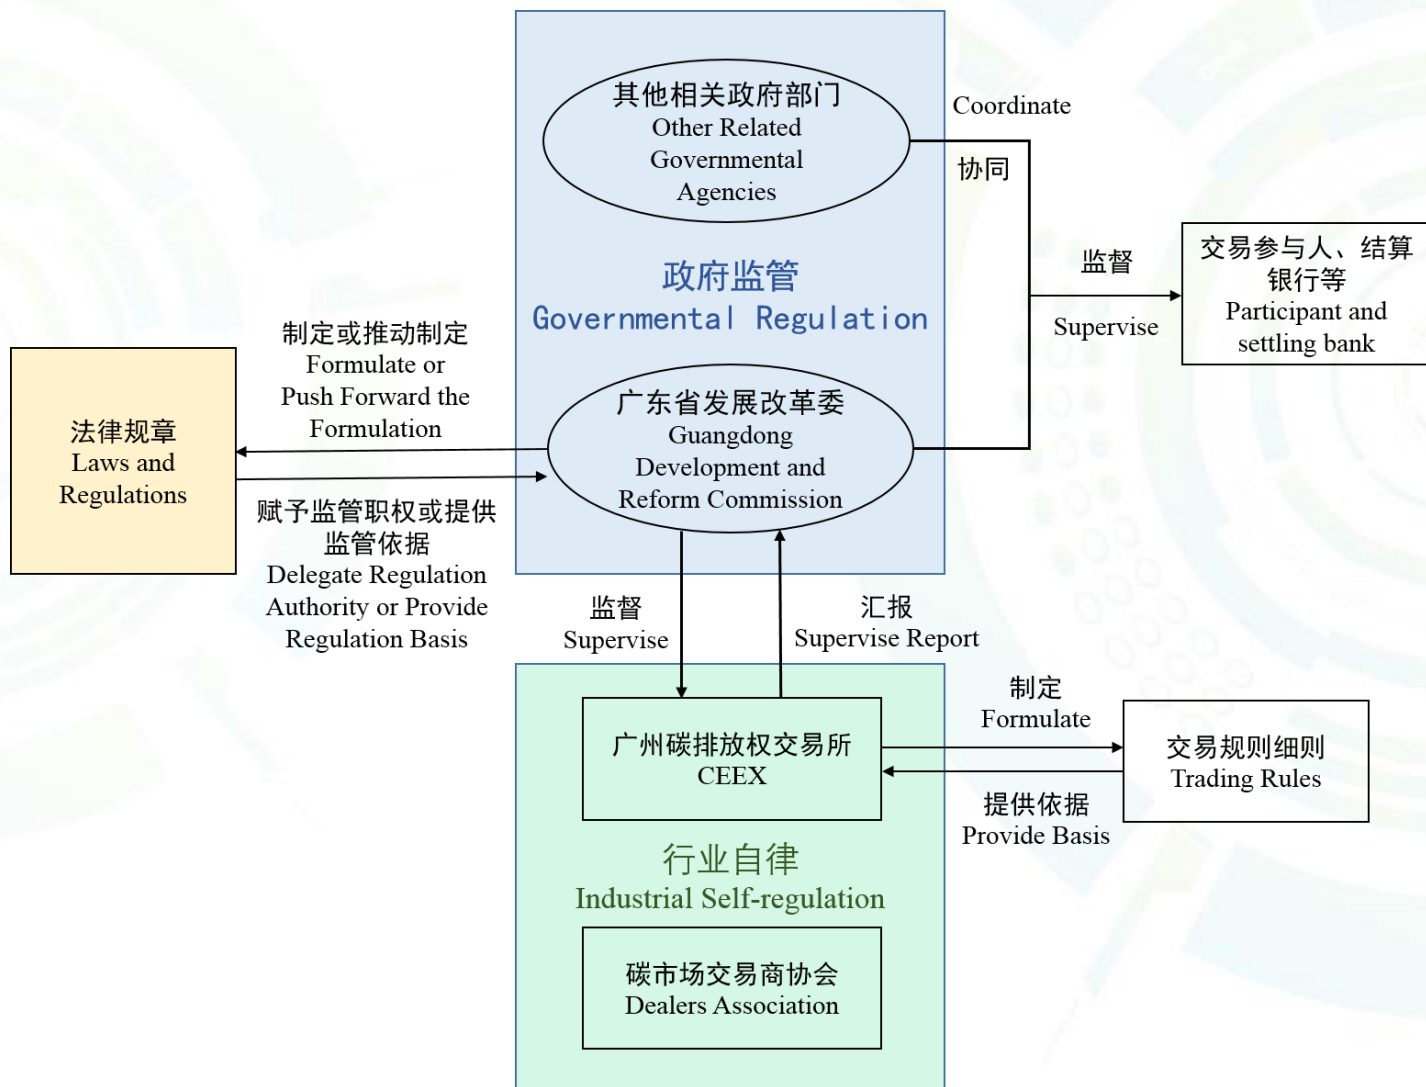 其他相关政府部门
Other Related
Governmental
Agencies
Coordinate
协同
政府监管
Governmental Regulation
监督
Supervise
交易参与人、结算
银行等
Participant and
settling bank
制定或推动制定
Formulate or
Push Forward the
Formulation
法律规章
Laws and
Regulations
广东省发展改革委
Guangdong
Development and
Reform Commission
赋予监管职权或提供
监管依据
Delegate Regulation
Authority or Provide
Regulation Basis
监督
Supervise
汇报
Supervise Report
广州碳排放权交易所
CEEX
制定
Formulate
交易规则细则
Trading Rules
提供依据
Provide Basis
行业自律
Industrial Self-regulation
碳市场交易商协会
Dealers Association